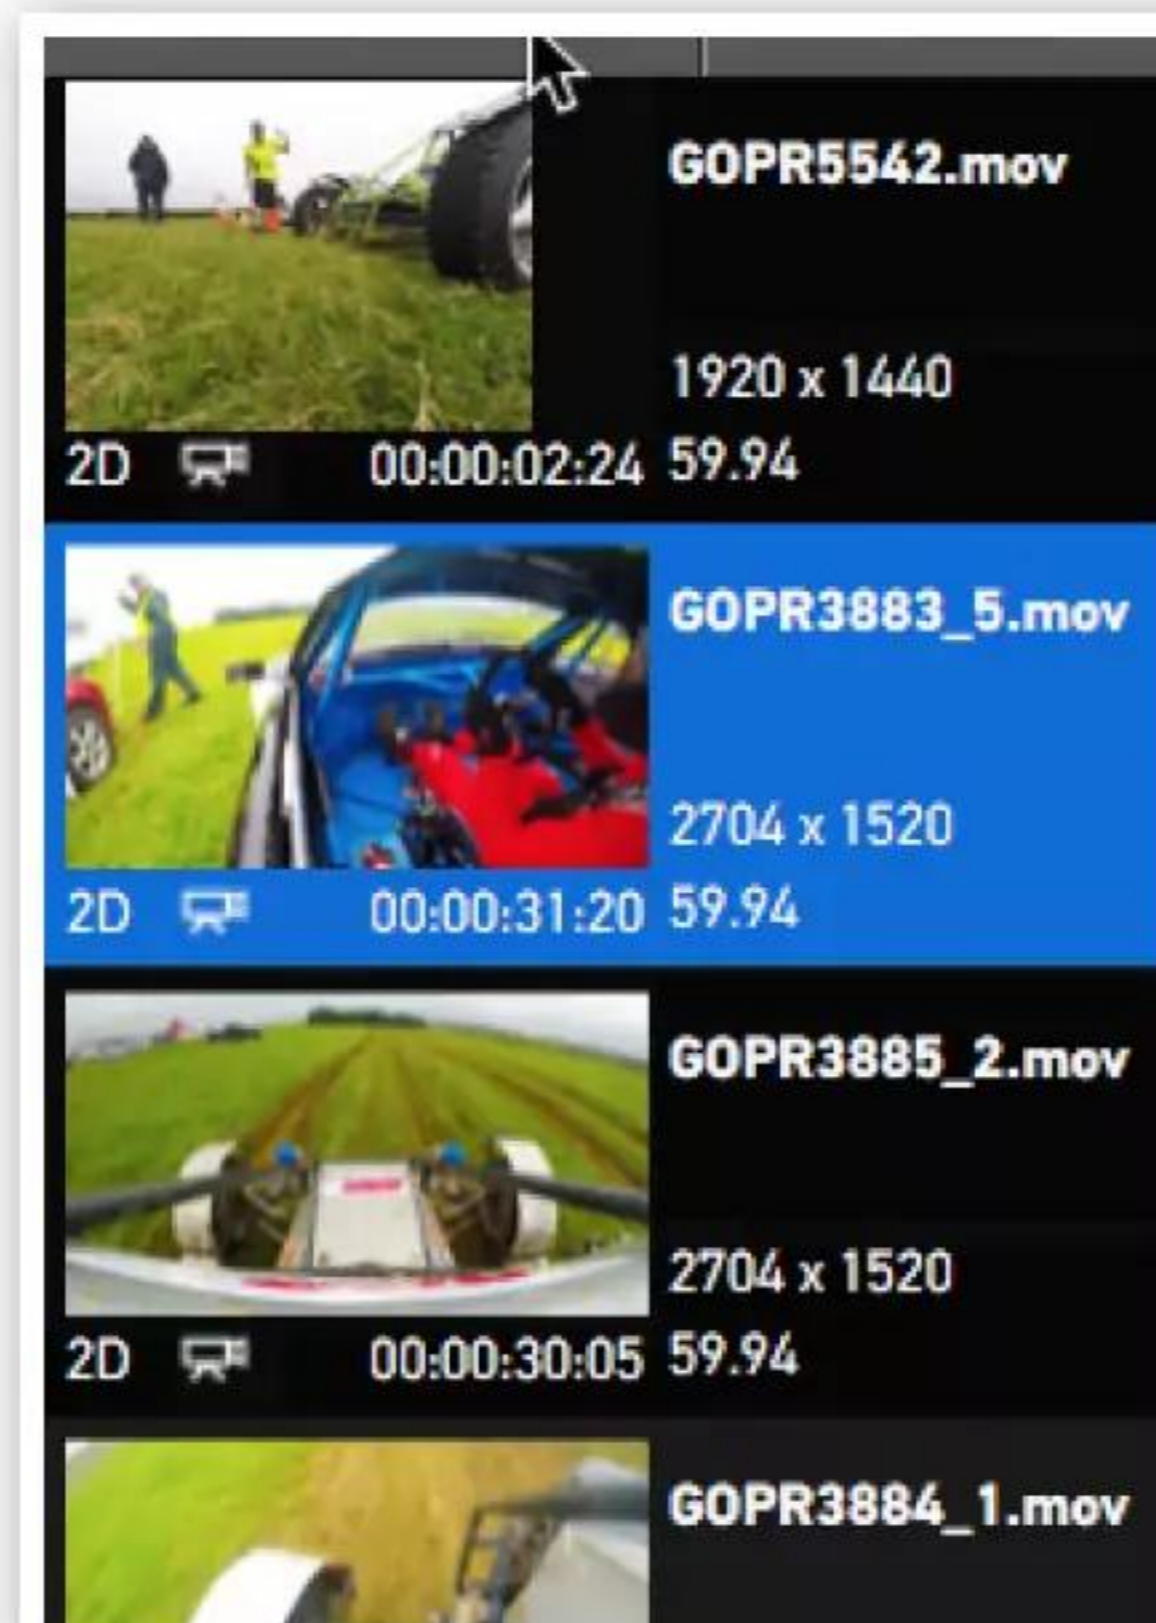 GOPR5542.mov
1920 x 1440
2D 00:00:02:24 59.94
GOPR3883_5.mov
2704 x 1520
2D 00:00:31:20 59.94
GOPR3885_2.mov
2704 x 1520
2D 00:00:30:05 59.94
GOPR3884_1.mov